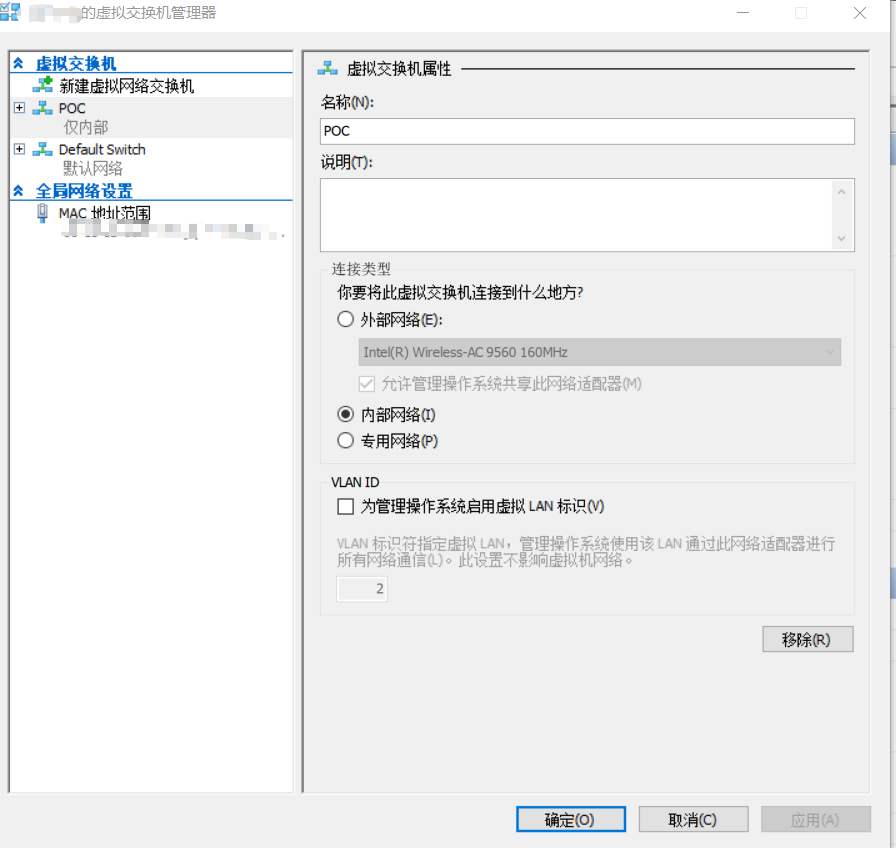 的虚拟交换机管理器
虚拟交换机
新建虚拟网络交换机
POC
仅内部
Default Switch
默认网络
全局网络设置
MAC 地址范围
虚拟交换机属性
名称(N):
POC
说明(T):
连接类型
你要将此虚拟交换机连接到什么地方?
外部网络(E):
Intel(R) Wireless-AC 9560 160MHz
允许管理操作系统共享此网络适配器(M)
内部网络(I)
专用网络(P)
VLAN ID
为管理操作系统启用虚拟 LAN 标识(V)
VLAN 标识符指定虚拟 LAN，管理操作系统使用该 LAN 通过此网络适配器进行
所有网络通信(L)。此设置不影响虚拟机网络。
2
移除(R)
确定(O)
取消(C)
应用(A)